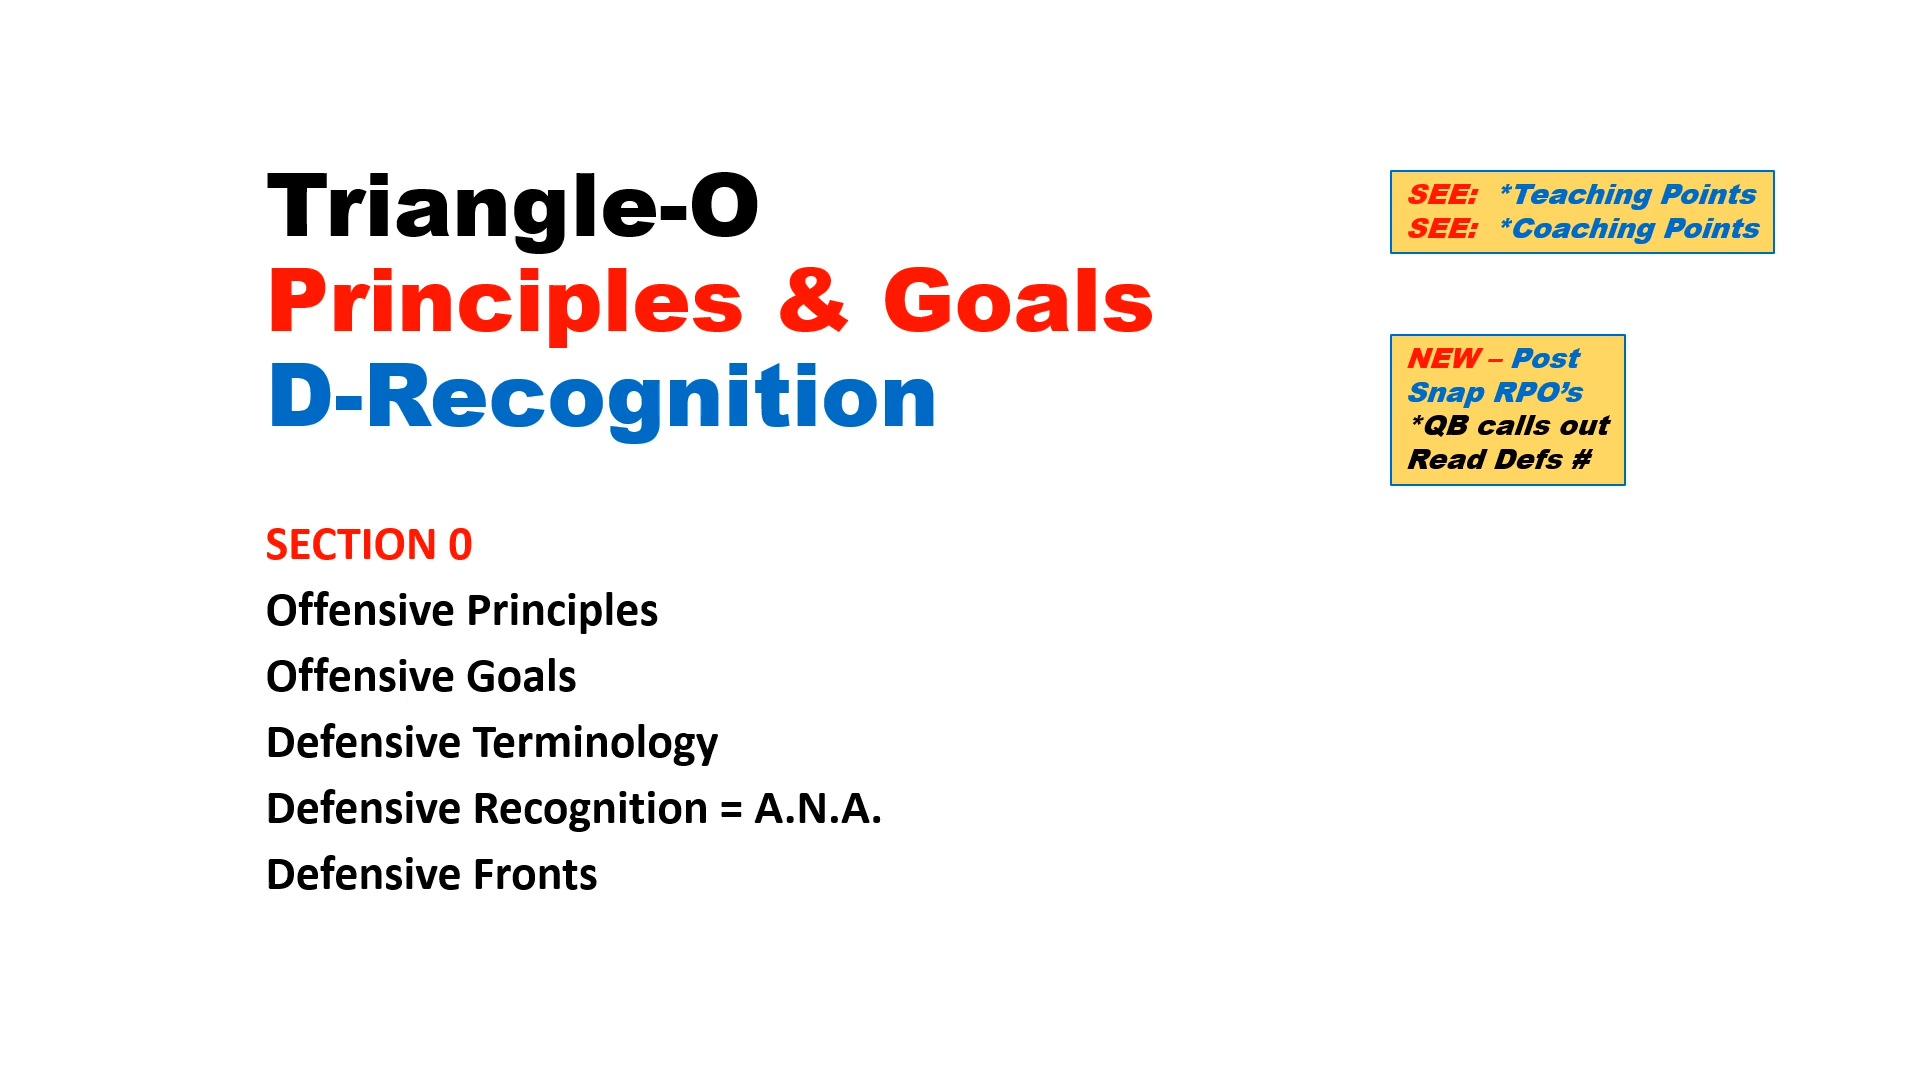 Triangle-O
Principles & Goals
D-Recognition
SECTION 0
Offensive Principles
Offensive Goals
Defensive Terminology
Defensive Recognition = A.N.A.
Defensive Fronts
SEE:  *Teaching Points
SEE:  *Coaching Points
NEW – Post
Snap RPO’s
*QB calls out
Read Defs #